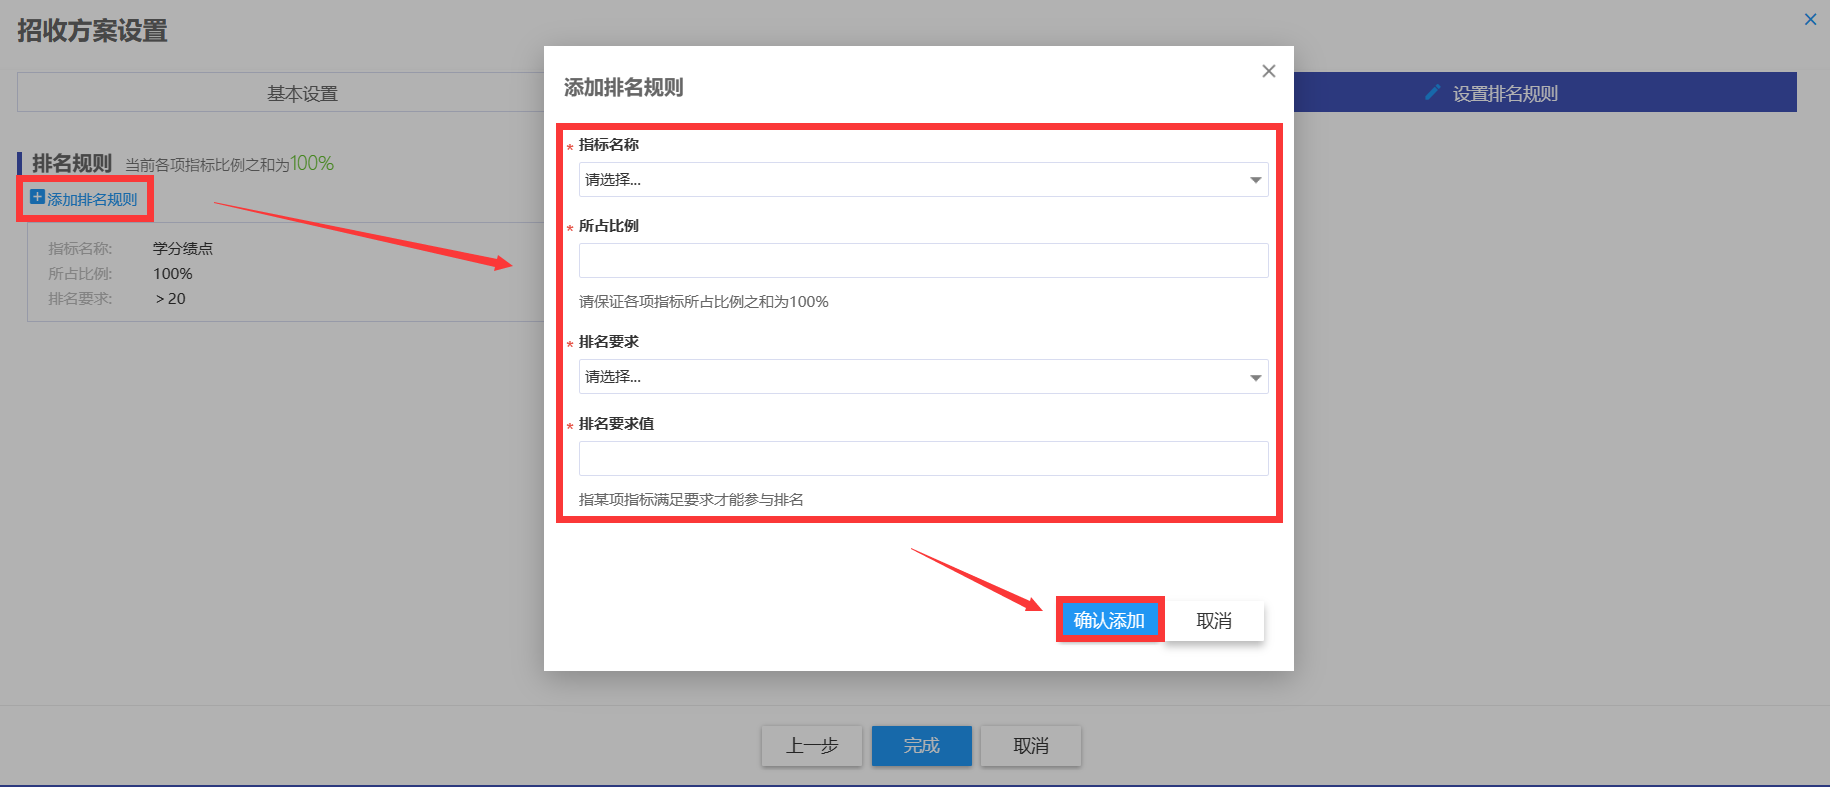 招收方案设置
基本设置
设置排名规则
排名规则 当前各项指标比例之和为100%
添加排名规则
指标名称: 学分绩点
所占比例: 100%
排名要求: > 20
添加排名规则
* 指标名称
请选择...
* 所占比例
请保证各项指标所占比例之和为100%
* 排名要求
请选择...
* 排名要求值
指某项指标满足要求才能参与排名
确认添加 取消
上一步 完成 取消